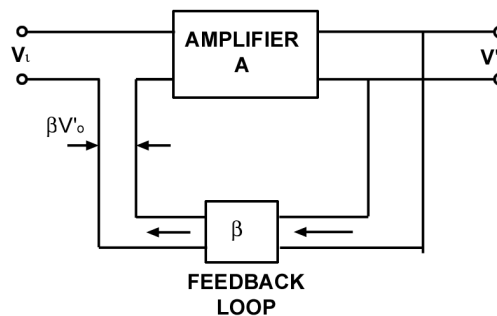 AMPLIFIER
A
Vι
V'
βV'o
β
FEEDBACK
LOOP